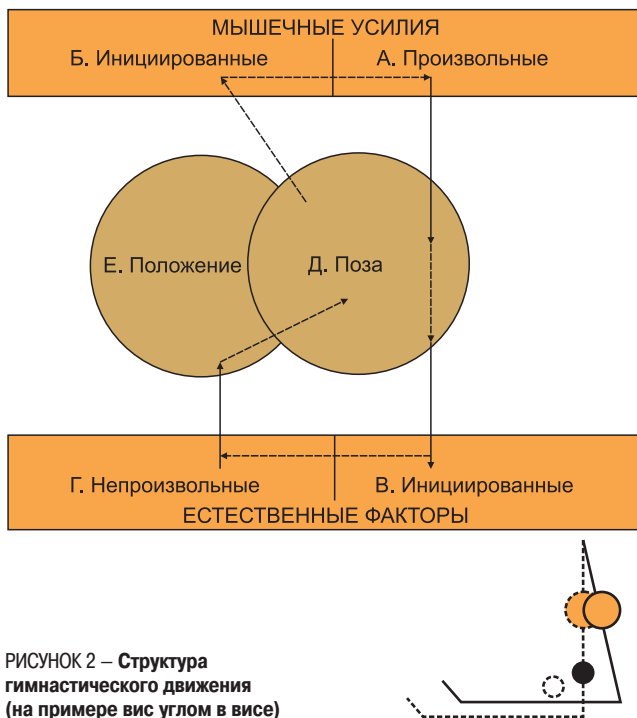 МЫШЕЧНЫЕ УСИЛИЯ
Б. Инициированные А. Произвольные
Е. Положение Д. Поза
Г. Непроизвольные В. Инициированные
ЕСТЕСТВЕННЫЕ ФАКТОРЫ
РИСУНОК 2 – Структура
гимнастического движения
(на примере вис углом в висе)